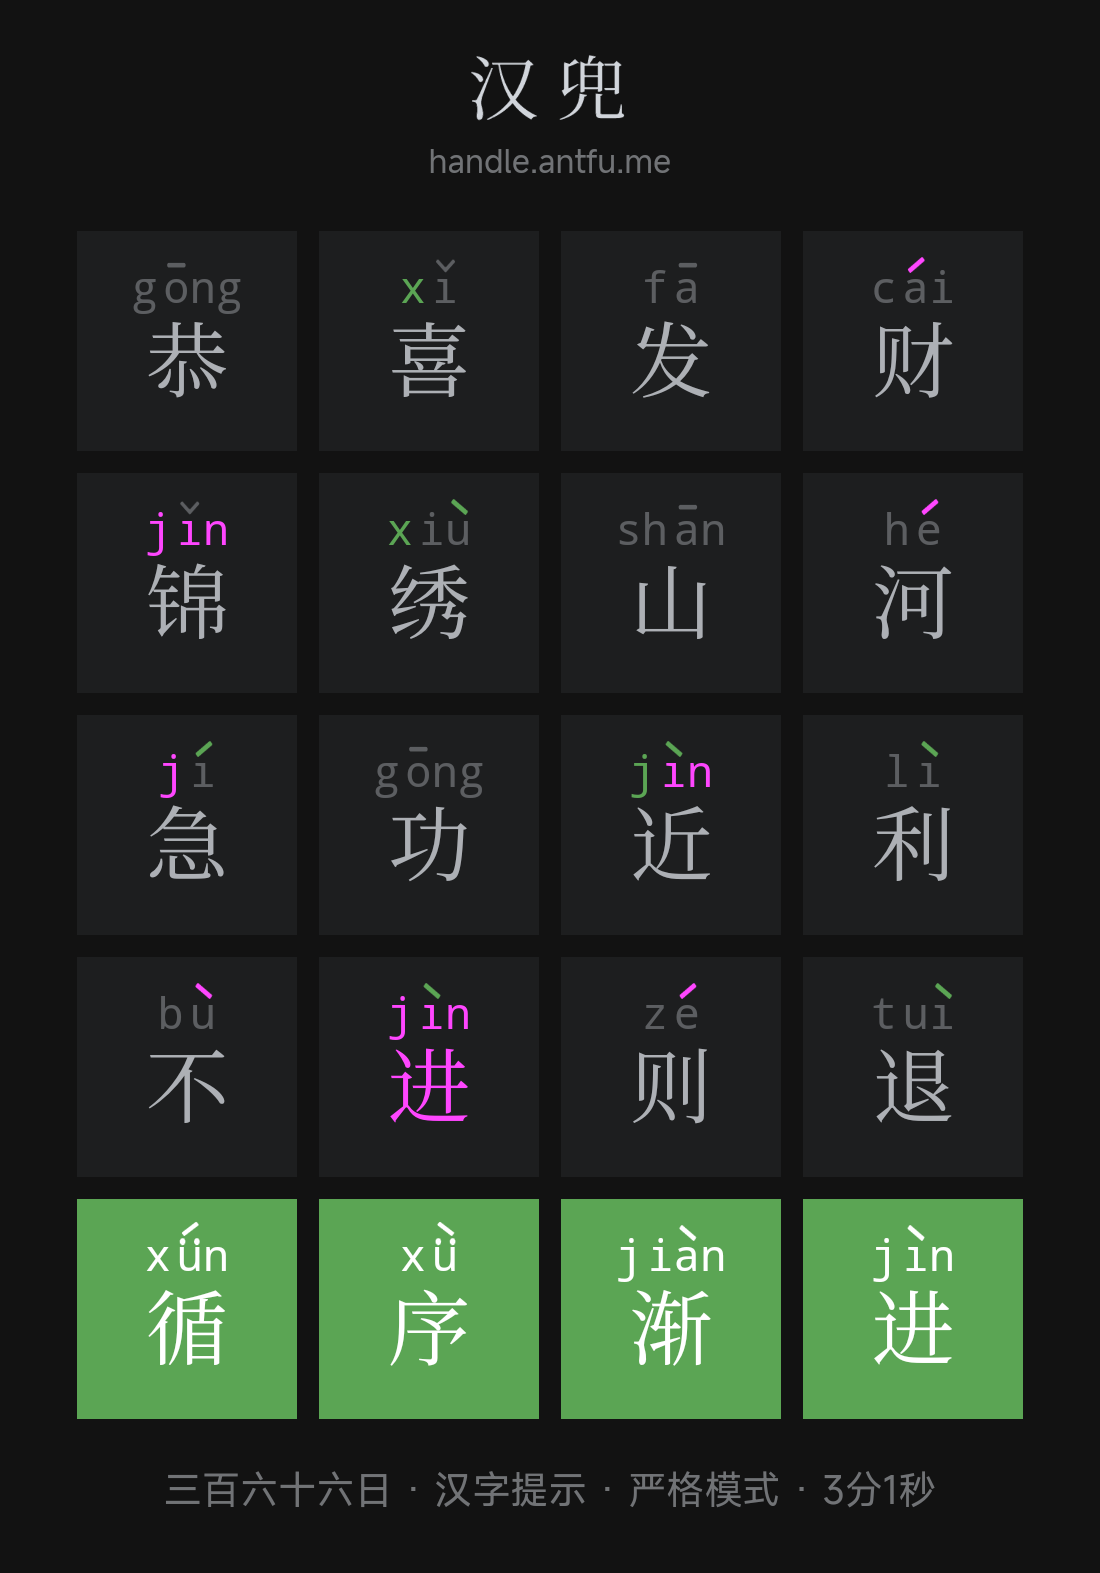 汉兜
handle.antfu.me
gōng xǐ fā cái
恭 喜 发 财
jǐn xiù shān hé
锦 绣 山 河
jí gōng jìn lì
急 功 近 利
bù jìn zé tuì
不 进 则 退
xǘn xǜ jiàn jìn
循 序 渐 进
三百六十六日 · 汉字提示 · 严格模式 · 3分1秒